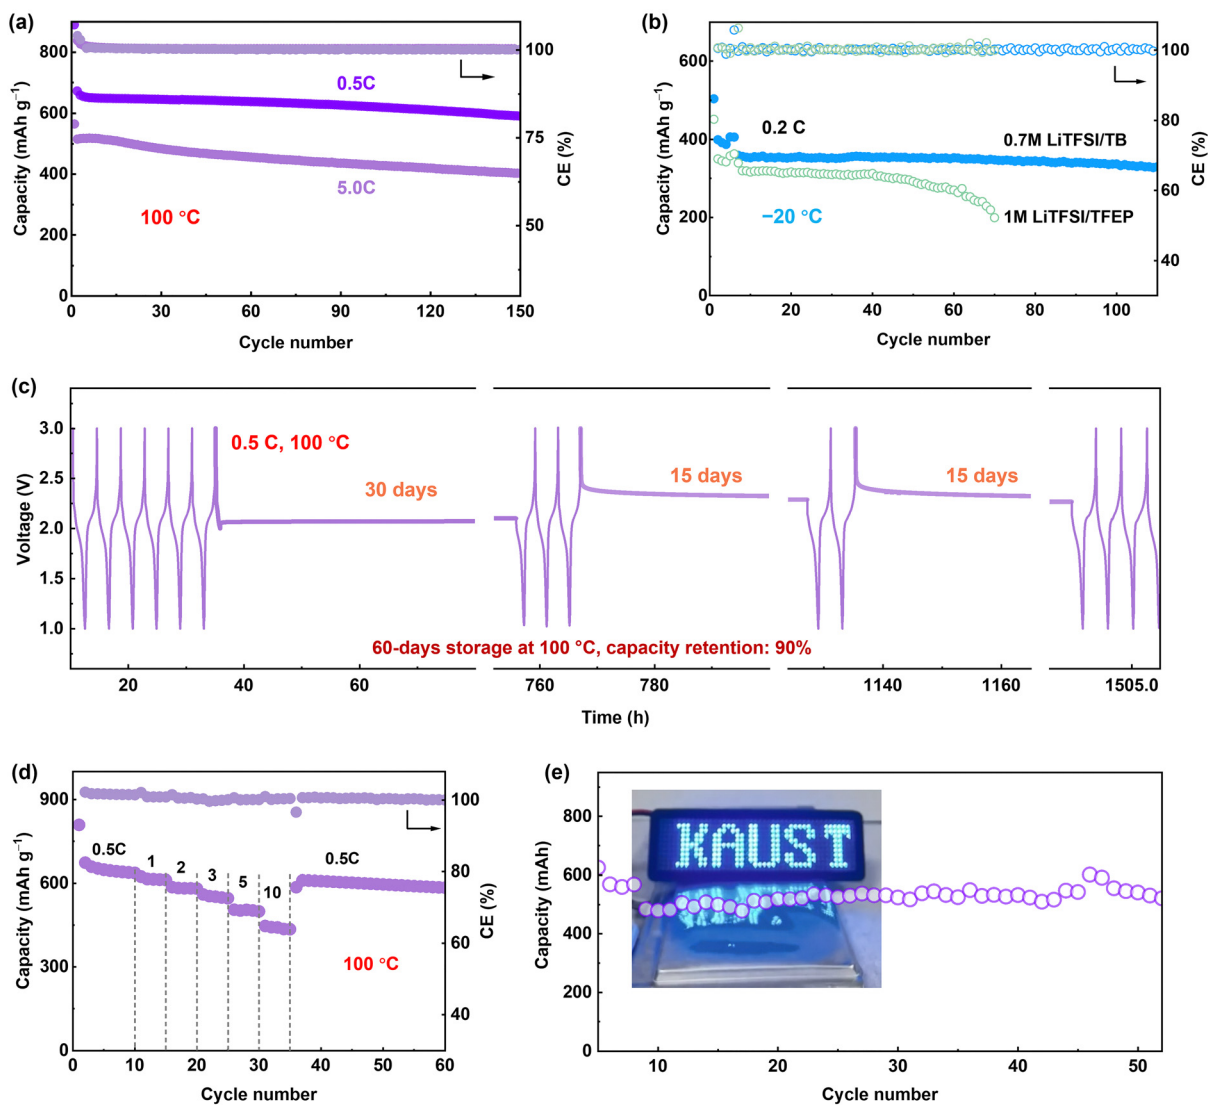 (a)
800
600
400
200
0
Capacity (mAh g⁻¹)
0.5C
5.0C
100 °C
100
75
50
CE (%)
0
30
60
90
120
150
Cycle number
(b)
600
400
200
0
Capacity (mAh g⁻¹)
0.2 C
0.7M LiTFSI/TB
−20 °C
1M LiTFSI/TFEP
100
80
60
40
CE (%)
0
20
40
60
80
100
Cycle number
(c)
3.0
2.5
2.0
1.5
1.0
Voltage (V)
0.5 C, 100 °C
30 days
15 days
15 days
60-days storage at 100 °C, capacity retention: 90%
20
40
60
760
780
1140
1160
1505.0
Time (h)
(d)
900
600
300
0
Capacity (mAh g⁻¹)
0.5C
1
2
3
5
10
0.5C
100 °C
100
80
60
40
CE (%)
0
10
20
30
40
50
60
Cycle number
(e)
800
600
400
200
0
Capacity (mAh)
KAUST
10
20
30
40
50
Cycle number